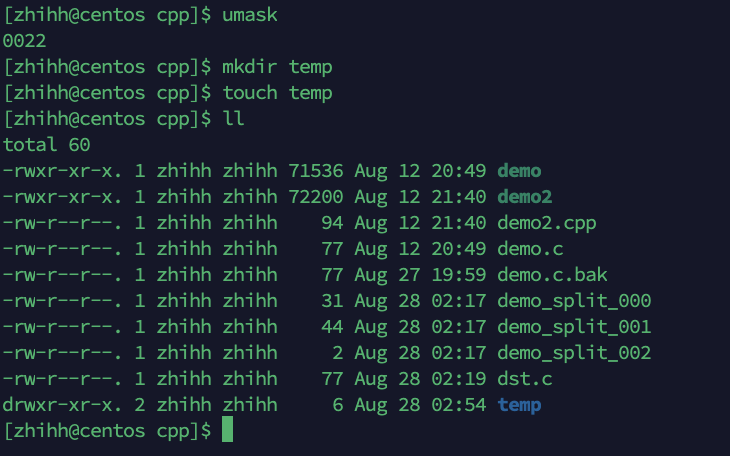 [zhihh@centos cpp]$ umask
0022
[zhihh@centos cpp]$ mkdir temp
[zhihh@centos cpp]$ touch temp
[zhihh@centos cpp]$ ll
total 60
-rwxr-xr-x. 1 zhihh zhihh 71536 Aug 12 20:49 demo
-rwxr-xr-x. 1 zhihh zhihh 72200 Aug 12 21:40 demo2
-rw-r--r--. 1 zhihh zhihh    94 Aug 12 21:40 demo2.cpp
-rw-r--r--. 1 zhihh zhihh    77 Aug 12 20:49 demo.c
-rw-r--r--. 1 zhihh zhihh    77 Aug 27 19:59 demo.c.bak
-rw-r--r--. 1 zhihh zhihh    31 Aug 28 02:17 demo_split_000
-rw-r--r--. 1 zhihh zhihh    44 Aug 28 02:17 demo_split_001
-rw-r--r--. 1 zhihh zhihh     2 Aug 28 02:17 demo_split_002
-rw-r--r--. 1 zhihh zhihh    77 Aug 28 02:19 dst.c
drwxr-xr-x. 2 zhihh zhihh     6 Aug 28 02:54 temp
[zhihh@centos cpp]$